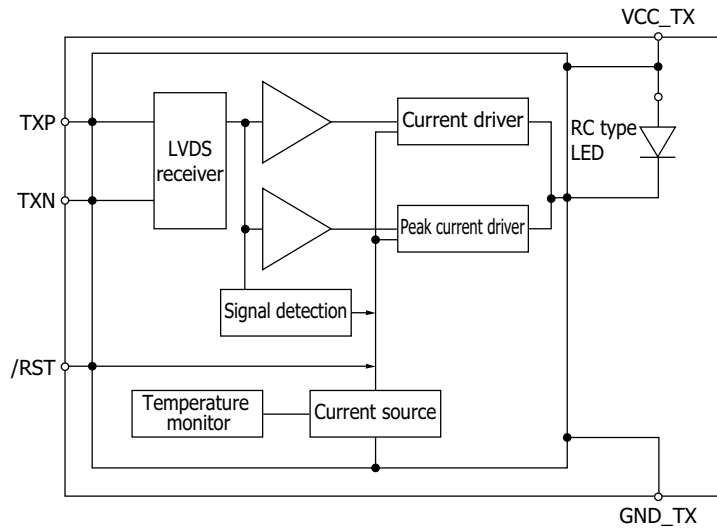 VCC_TX
TXP
LVDS
receiver
Current driver
RC type
LED
TXN
Peak current driver
Signal detection
/RST
Temperature
monitor
Current source
GND_TX